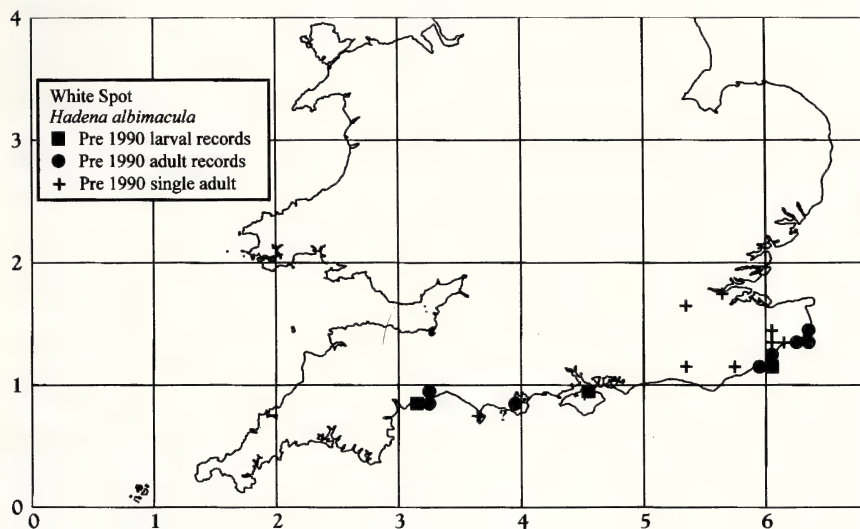 4
White Spot
Hadena albimacula
Pre 1990 larval records
Pre 1990 adult records
Pre 1990 single adult
3
2
1
?
0
0 1 2 3 4 5 6